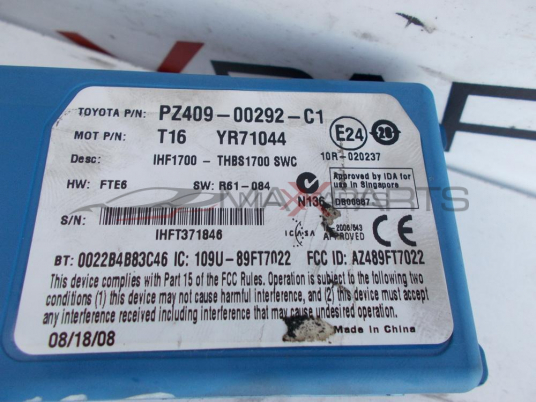 TOYOTA P/N: PZ409-00292-C1
MOT P/N: T16 YR71044
E24
10R-020237
Desc: IHF1700 - THBS1700 SWC
HW: FTE6 SW: R61-084
N136
Approved by IDA for
use in Singapore
DB00867
S/N:
IHFT371846
ICASA
2006/643
APPROVED
MAXXPARTS
BT: 0022B4B83C46 IC: 109U-89FT7022 FCC ID: AZ489FT7022
This device complies with Part 15 of the FCC Rules. Operation is subject to the following two
conditions (1) this device may not cause harmful interference, and (2) this device must accept
any interference received including interference that may cause undesired operation.
08/18/08
Made in China